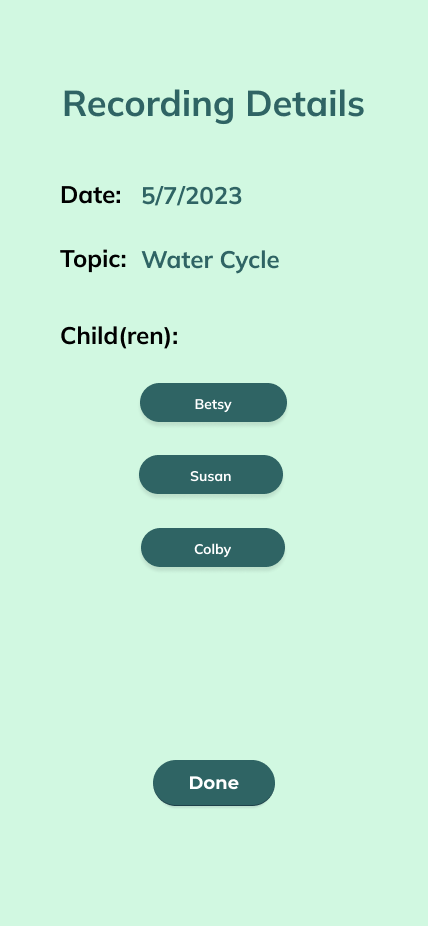 Recording Details
Date: 5/7/2023
Topic: Water Cycle
Child(ren):
Betsy
Susan
Colby
Done